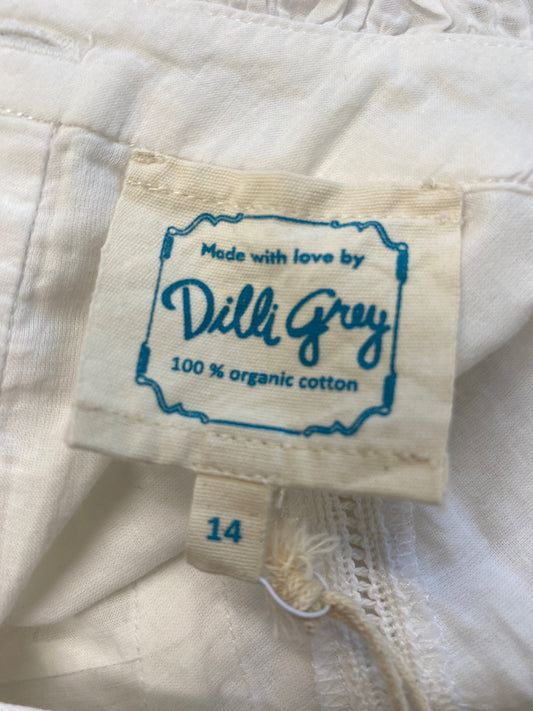 Made with love by
Dilli Grey
100 % organic cotton
14